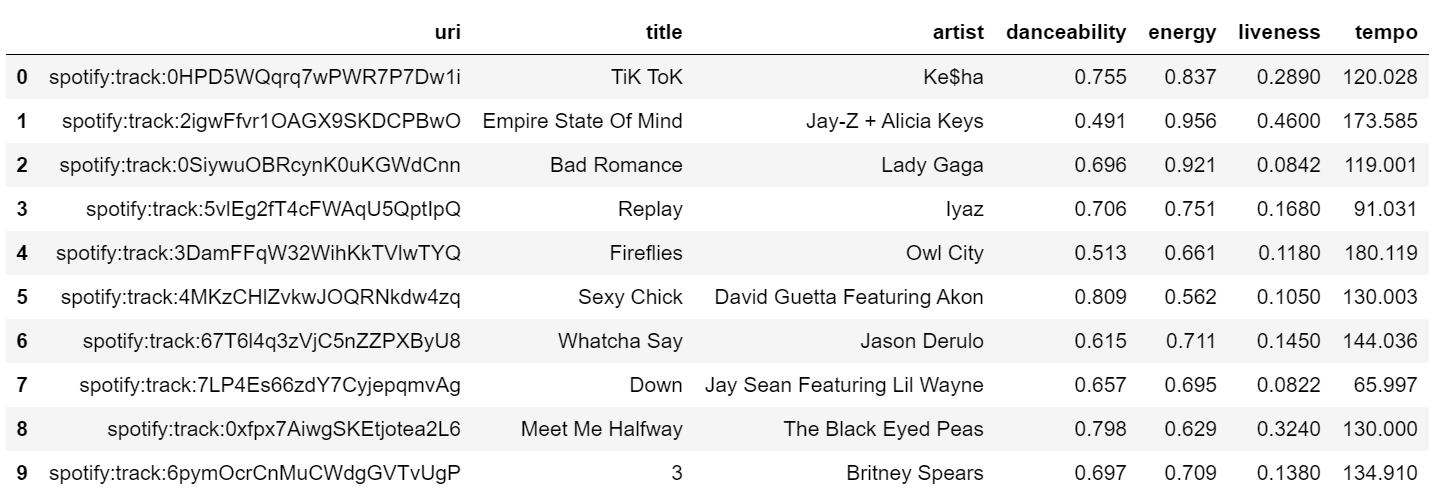 uri title artist danceability energy liveness tempo
0 spotify:track:0HPD5WQqrq7wPWR7P7Dw1i TiK ToK Ke$ha 0.755 0.837 0.2890 120.028
1 spotify:track:2igwFfvr1OAGX9SKDCPBwO Empire State Of Mind Jay-Z + Alicia Keys 0.491 0.956 0.4600 173.585
2 spotify:track:0SiywuOBRcynK0uKGWdCnn Bad Romance Lady Gaga 0.696 0.921 0.0842 119.001
3 spotify:track:5vlEg2fT4cFWAqU5QptIpQ Replay Iyaz 0.706 0.751 0.1680 91.031
4 spotify:track:3DamFFqW32WihKkTVlwTYQ Fireflies Owl City 0.513 0.661 0.1180 180.119
5 spotify:track:4MKzCHlZvkwJOQRNkdw4zq Sexy Chick David Guetta Featuring Akon 0.809 0.562 0.1050 130.003
6 spotify:track:67T6l4q3zVjC5nZZPXByU8 Whatcha Say Jason Derulo 0.615 0.711 0.1450 144.036
7 spotify:track:7LP4Es66zdY7CyjepqmvAg Down Jay Sean Featuring Lil Wayne 0.657 0.695 0.0822 65.997
8 spotify:track:0xfpx7AiwgSKEtjotea2L6 Meet Me Halfway The Black Eyed Peas 0.798 0.629 0.3240 130.000
9 spotify:track:6pymOcrCnMuCWdgGVTvUgP 3 Britney Spears 0.697 0.709 0.1380 134.910